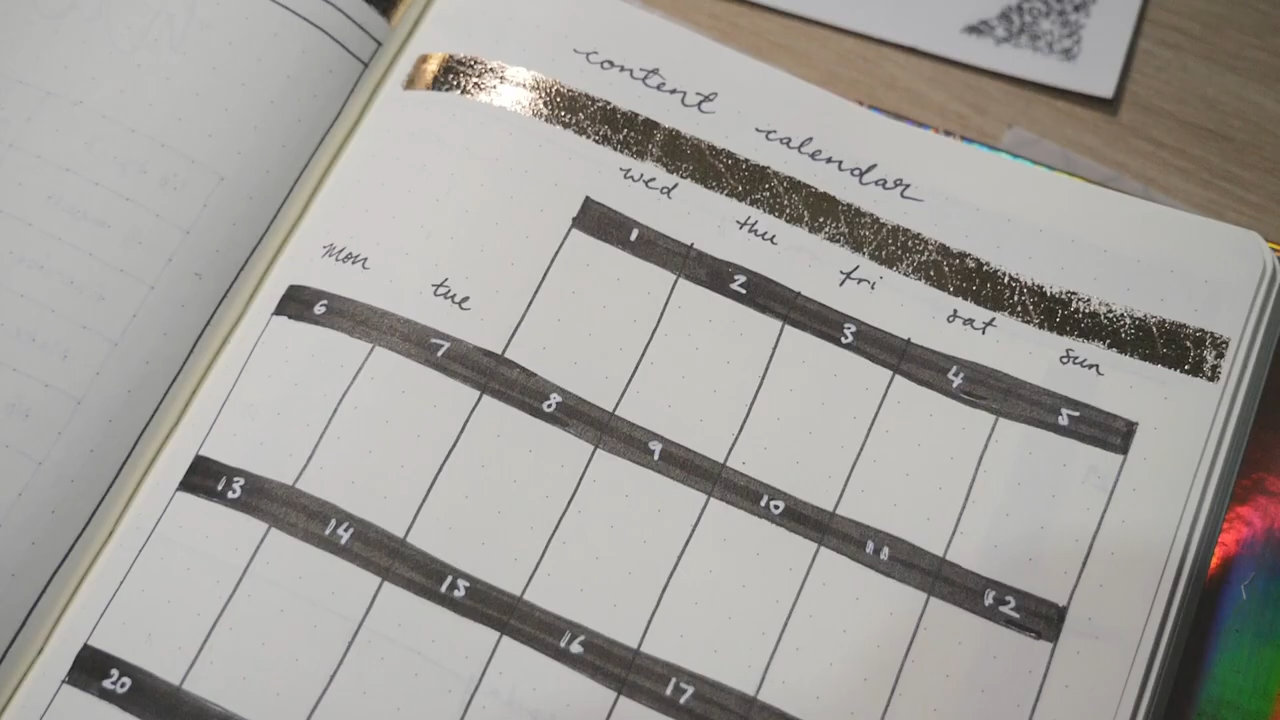 content calendar
wed thu fri sat sun
1 2 3 4 5
mon tue
6 7 8 9 10 11 12
13 14 15 16 17
20